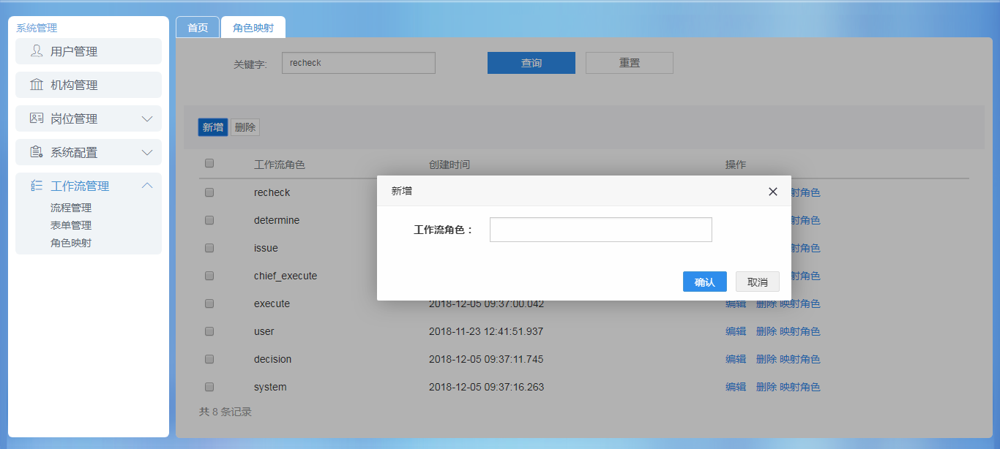 系统管理
用户管理
机构管理
岗位管理
系统配置
工作流管理
流程管理
表单管理
角色映射
首页 角色映射
关键字: recheck 查询 重置
新增 删除
工作流角色 创建时间 操作
recheck 映射角色
determine 映射角色
issue 映射角色
chief_execute 映射角色
execute 2018-12-05 09:37:00.042 编辑 删除 映射角色
user 2018-11-23 12:41:51.937 编辑 删除 映射角色
decision 2018-12-05 09:37:11.745 编辑 删除 映射角色
system 2018-12-05 09:37:16.263 编辑 删除 映射角色
共 8 条记录
新增
工作流角色：
确认 取消